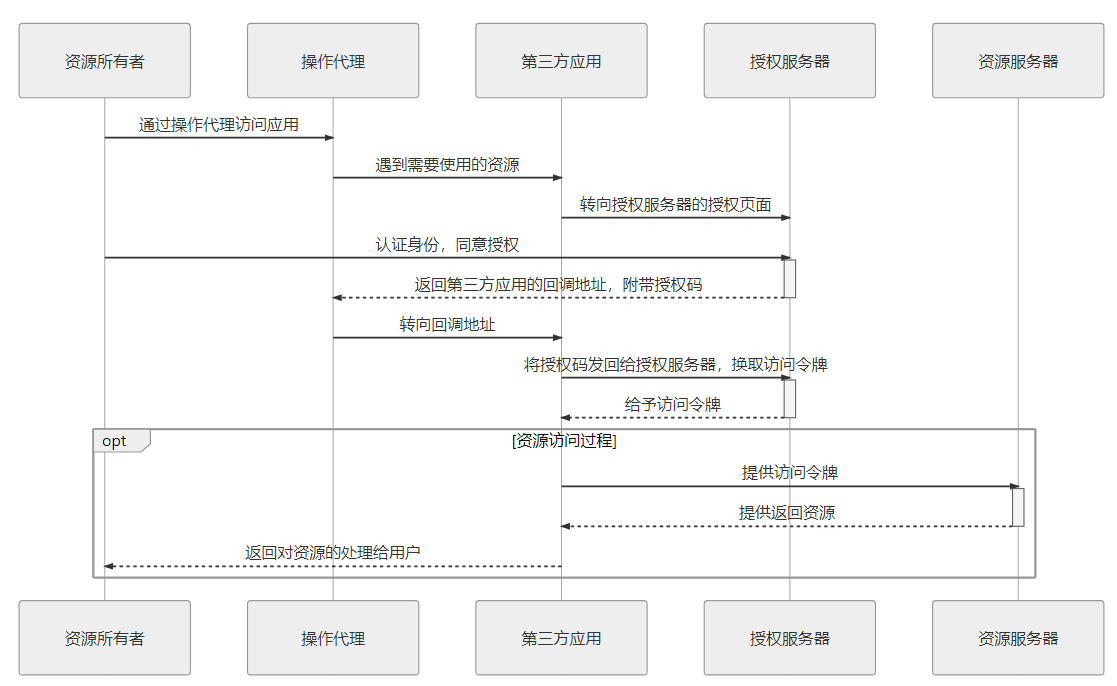 资源所有者
操作代理
第三方应用
授权服务器
资源服务器
通过操作代理访问应用
遇到需要使用的资源
转向授权服务器的授权页面
认证身份，同意授权
返回第三方应用的回调地址，附带授权码
转向回调地址
将授权码发回给授权服务器，换取访问令牌
给予访问令牌
opt
[资源访问过程]
提供访问令牌
提供返回资源
返回对资源的处理给用户
资源所有者
操作代理
第三方应用
授权服务器
资源服务器